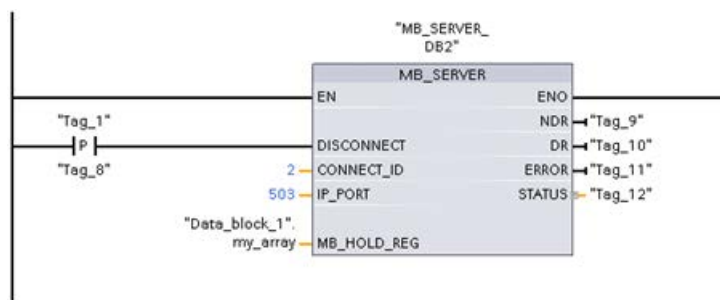 "MB_SERVER_
DB2"
MB_SERVER
EN ENO
"Tag_1" NDR "Tag_9"
P DISCONNECT DR "Tag_10"
"Tag_8" 2 CONNECT_ID ERROR "Tag_11"
503 IP_PORT STATUS "Tag_12"
"Data_block_1".
my_array MB_HOLD_REG